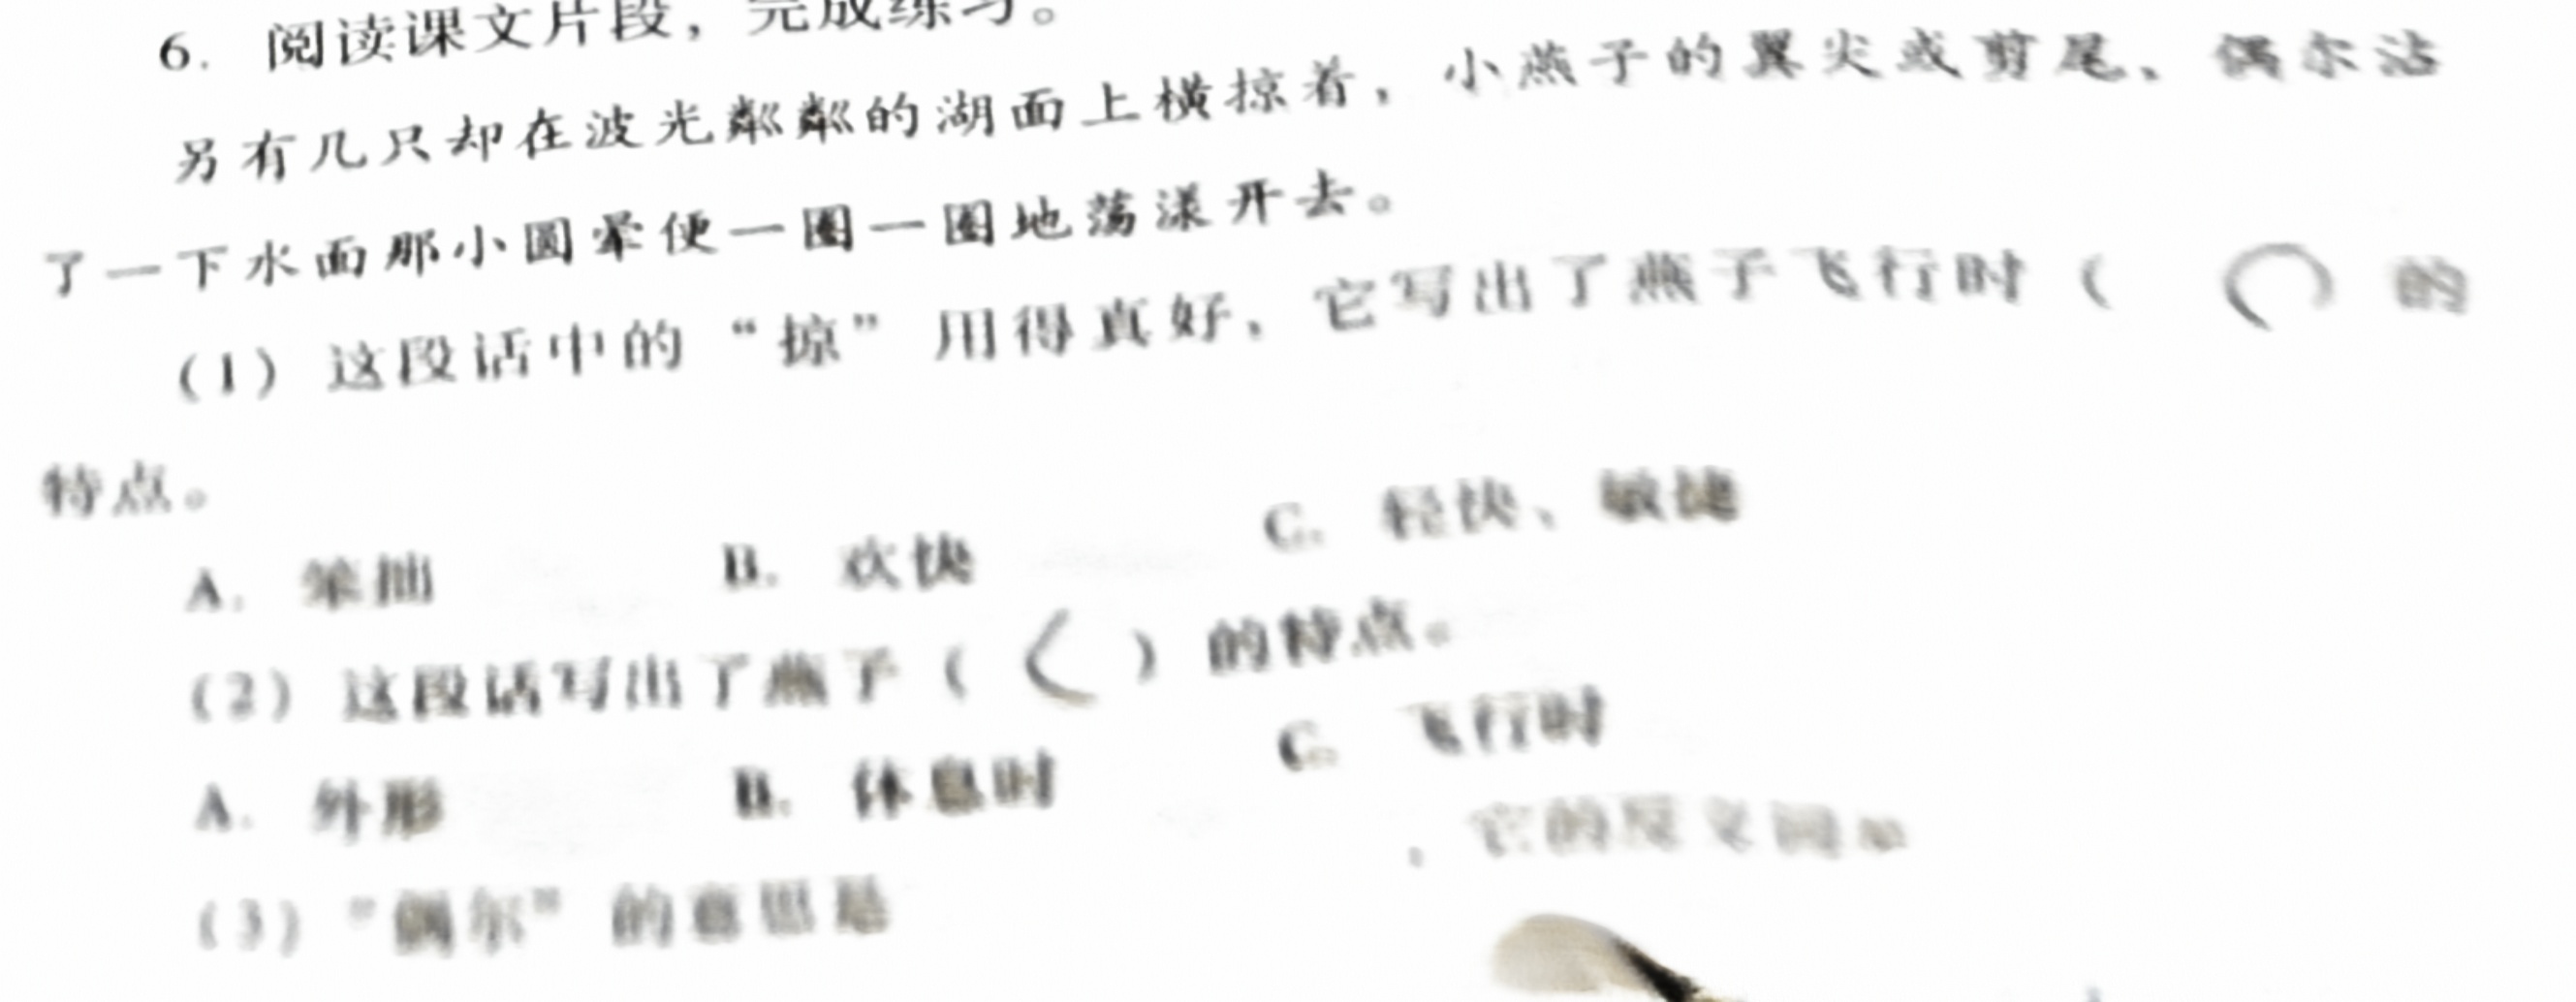 6. 阅读课文片段，完成练习。
另有几只却在波光粼粼的湖面上横掠着，小燕子的翼尖或剪尾，偶尔沾
了一下水面那小圆晕便一圈一圈地荡漾开去。
（1）这段话中的“掠”用得真好，它写出了燕子飞行时（ C 的
特点。
A. 笨拙 B. 欢快 C. 轻快、敏捷
（2）这段话写出了燕子（ C ）的特点。
A. 外形 B. 休息时 C. 飞行时
（3）“偶尔”的意思是 ，它的反义词是